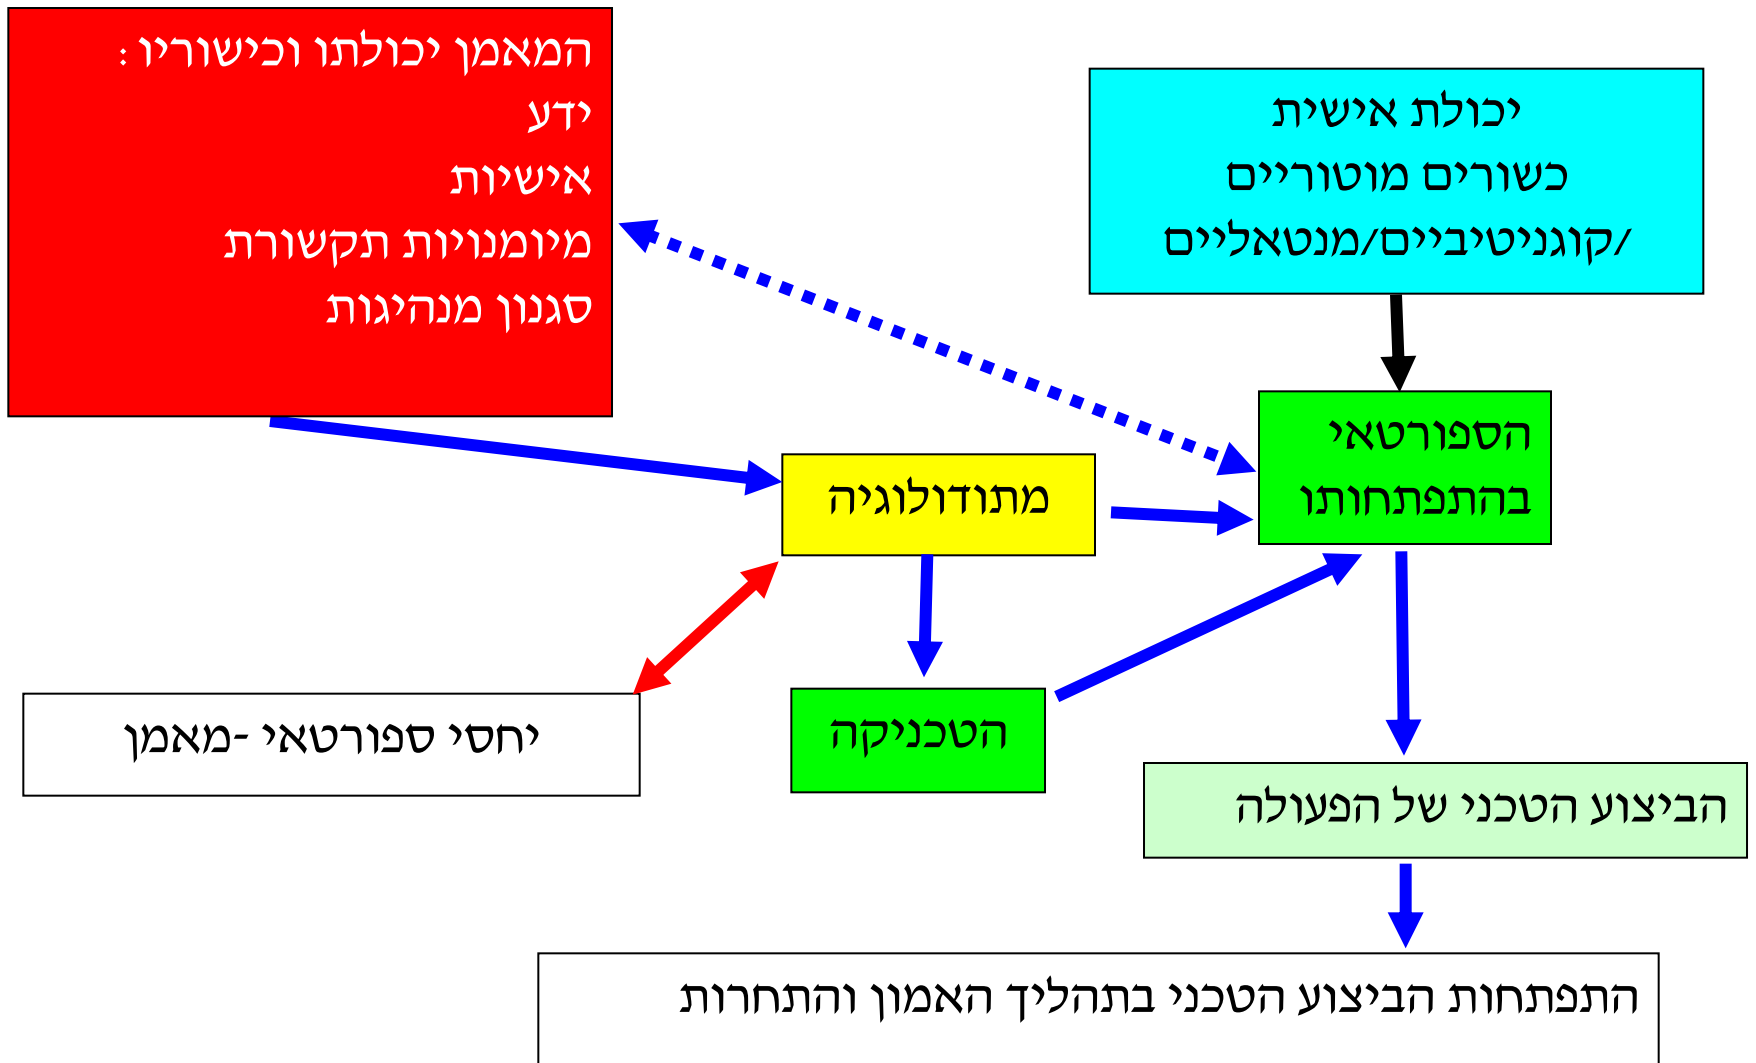 המאמן יכולתו וכישוריו :
ידע
אישיות
מיומנויות תקשורת
סגנון מנהיגות
יכולת אישית
כשורים מוטוריים
/קוגניטיביים/מנטאליים
הספורטאי
בהתפתחותו
מתודולוגיה
יחסי ספורטאי -מאמן
הטכניקה
הביצוע הטכני של הפעולה
התפתחות הביצוע הטכני בתהליך האמון והתחרות